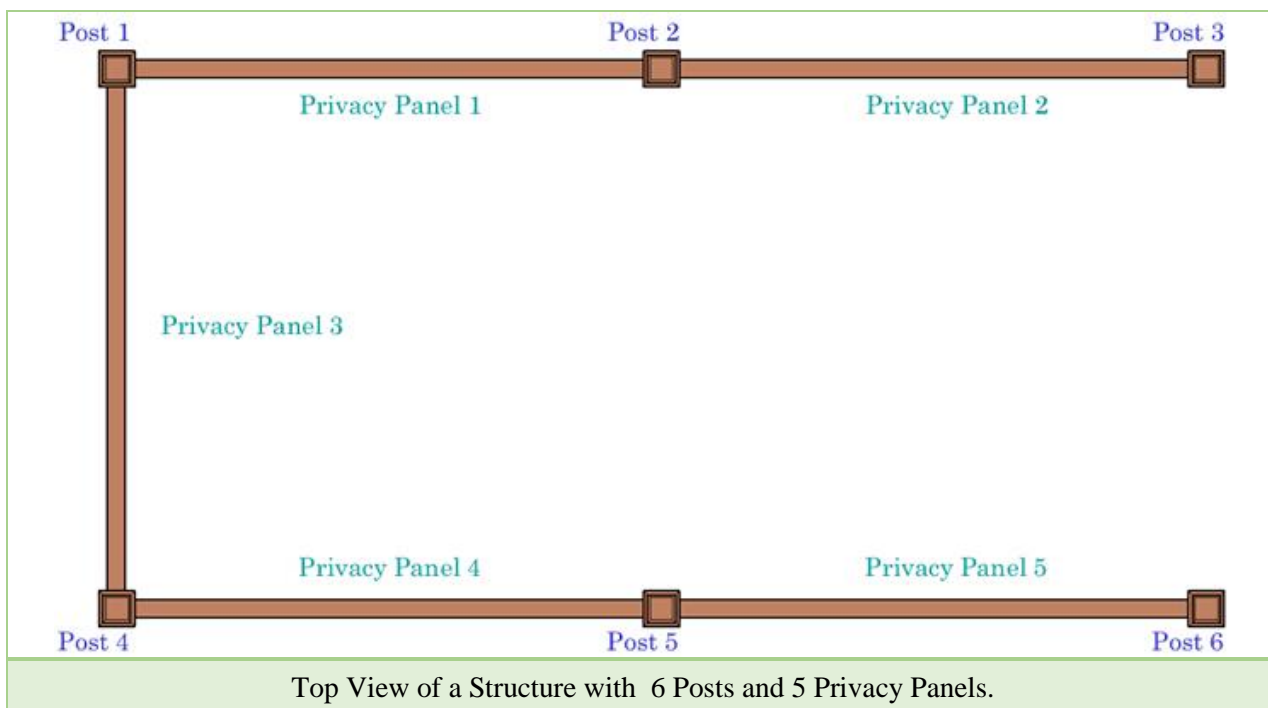 Post 1
Post 2
Post 3
Privacy Panel 1
Privacy Panel 2
Privacy Panel 3
Privacy Panel 4
Privacy Panel 5
Post 4
Post 5
Post 6
Top View of a Structure with 6 Posts and 5 Privacy Panels.